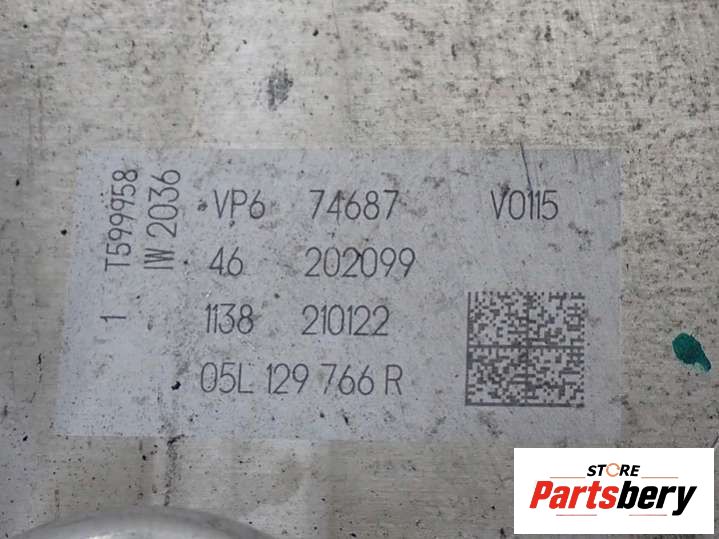 VP6 74687 V0115
46 202099
1138 210122
05L 129 766 R
1 T599958
IW 2036
STORE
Partsbery